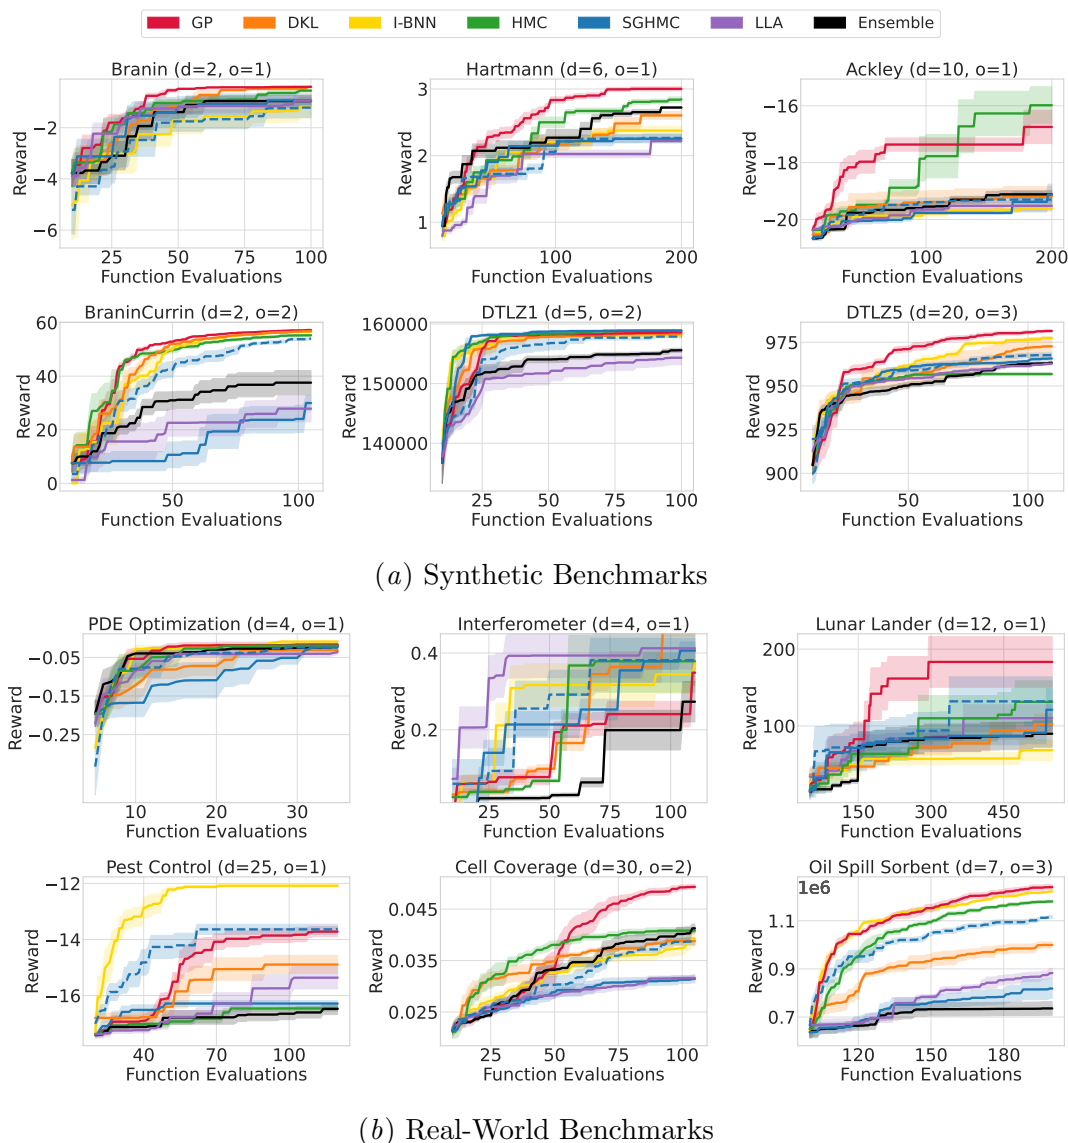 GP DKL I-BNN HMC SGHMC LLA Ensemble
Branin (d=2, o=1) Hartmann (d=6, o=1) Ackley (d=10, o=1)
Reward
−2
−4
−6
25 50 75 100
Function Evaluations
Reward
3
2
1
100 200
Function Evaluations
Reward
−16
−18
−20
100 200
Function Evaluations
BraninCurrin (d=2, o=2) DTLZ1 (d=5, o=2) DTLZ5 (d=20, o=3)
Reward
60
40
20
0
50 100
Function Evaluations
Reward
160000
150000
140000
25 50 75 100
Function Evaluations
Reward
975
950
925
900
50 100
Function Evaluations
(a) Synthetic Benchmarks
PDE Optimization (d=4, o=1) Interferometer (d=4, o=1) Lunar Lander (d=12, o=1)
Reward
−0.05
−0.15
−0.25
10 20 30
Function Evaluations
Reward
0.4
0.2
25 50 75 100
Function Evaluations
Reward
200
100
150 300 450
Function Evaluations
Pest Control (d=25, o=1) Cell Coverage (d=30, o=2) Oil Spill Sorbent (d=7, o=3)
Reward
−12
−14
−16
40 70 100
Function Evaluations
Reward
0.045
0.035
0.025
25 50 75 100
Function Evaluations
Reward
1e6
1.1
0.9
0.7
120 150 180
Function Evaluations
(b) Real-World Benchmarks